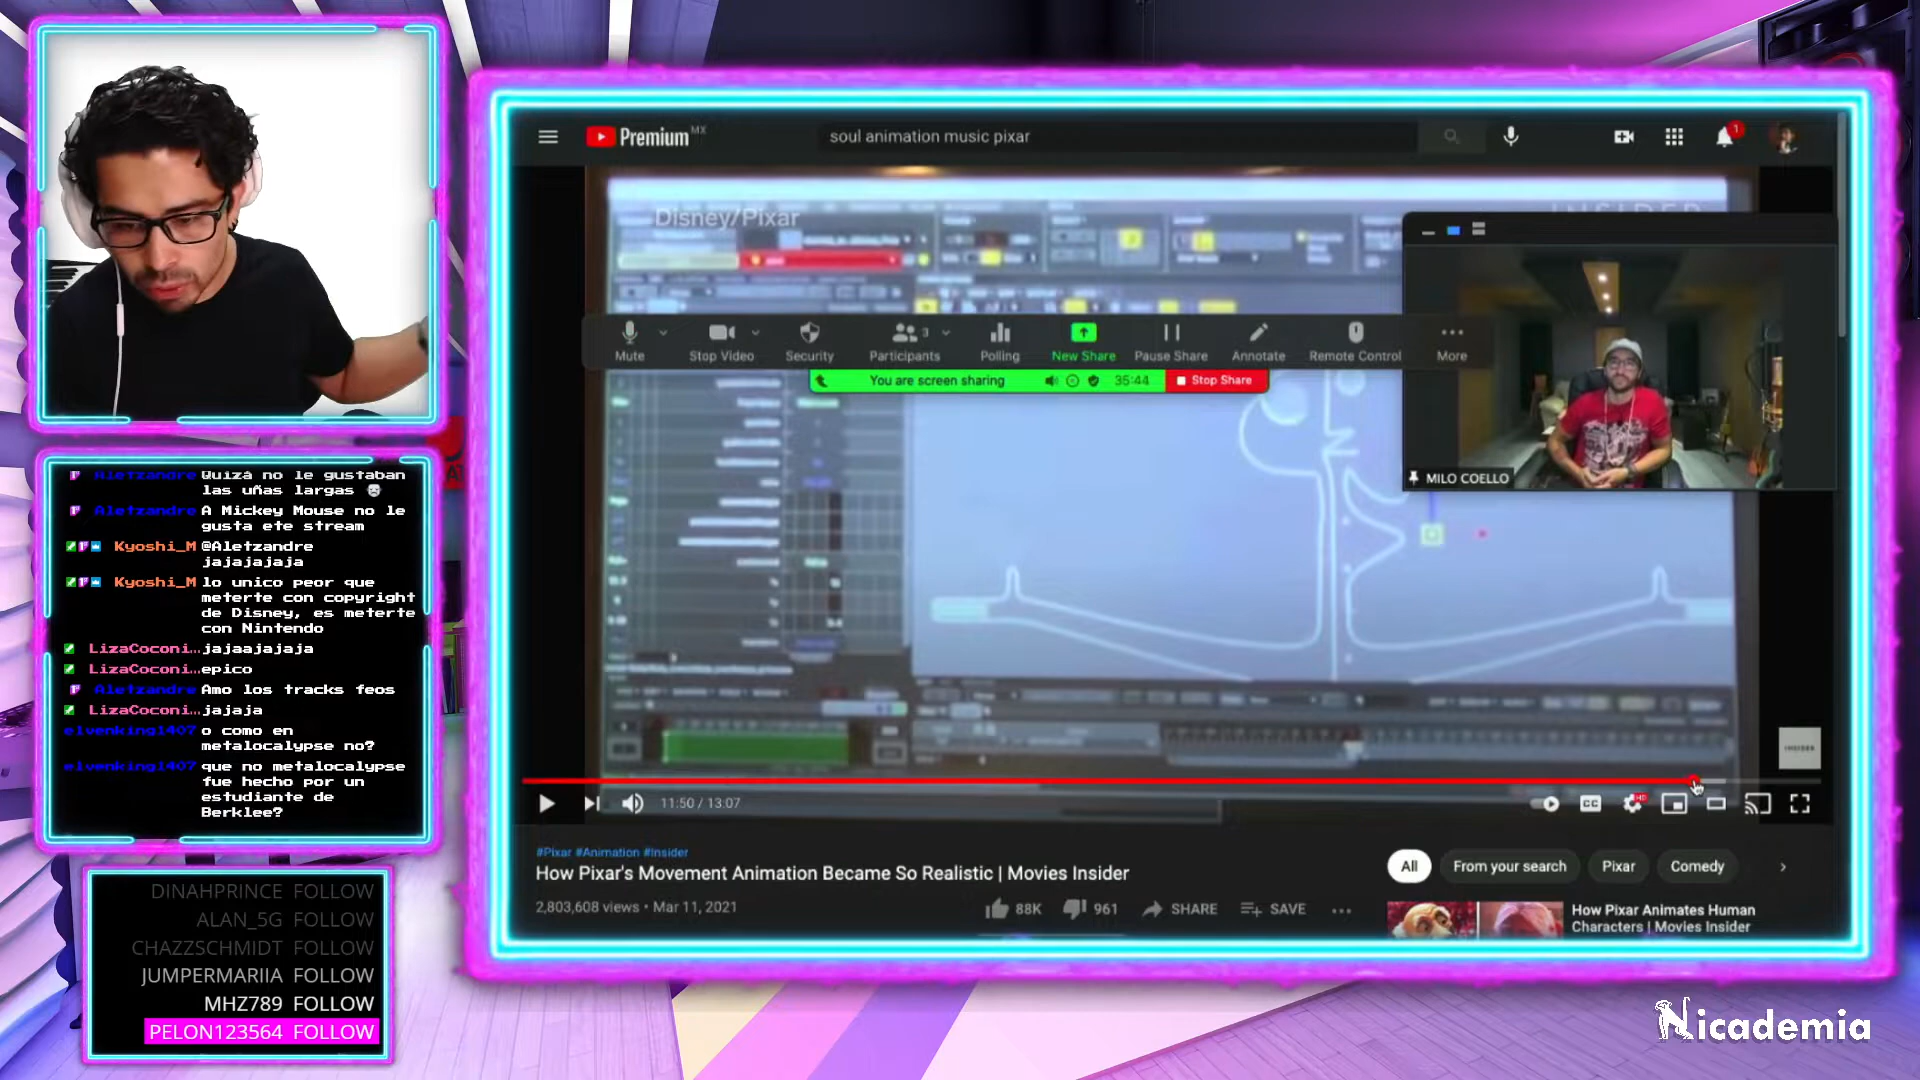 Premium MX
soul animation music pixar
1
Disney/Pixar
INSIDER
Mute
Stop Video
Security
3
Participants
Polling
New Share
Pause Share
Annotate
Remote Control
More
You are screen sharing
35:44
Stop Share
MILO COELLO
INSIDER
11:50 / 13:07
CC
HD
#Pixar #Animation #Insider
How Pixar's Movement Animation Became So Realistic | Movies Insider
2,803,608 views • Mar 11, 2021
88K
961
SHARE
SAVE
All
From your search
Pixar
Comedy
How Pixar Animates Human
Characters | Movies Insider
Aletzandre Quizá no le gustaban
las uñas largas
Aletzandre A Mickey Mouse no le
gusta ete stream
Kyoshi_M @Aletzandre
jajajajaja
Kyoshi_M lo unico peor que
meterte con copyright
de Disney, es meterte
con Nintendo
LizaCoconi... jajaajajaja
LizaCoconi... epico
Aletzandre Amo los tracks feos
LizaCoconi... jajaja
elvenking1407 o como en
metalocalypse no?
elvenking1407 que no metalocalypse
fue hecho por un
estudiante de
Berklee?
DINAHPRINCE FOLLOW
ALAN_5G FOLLOW
CHAZZSCHMIDT FOLLOW
JUMPERMARIIA FOLLOW
MHZ789 FOLLOW
PELON123564 FOLLOW
Nicademia